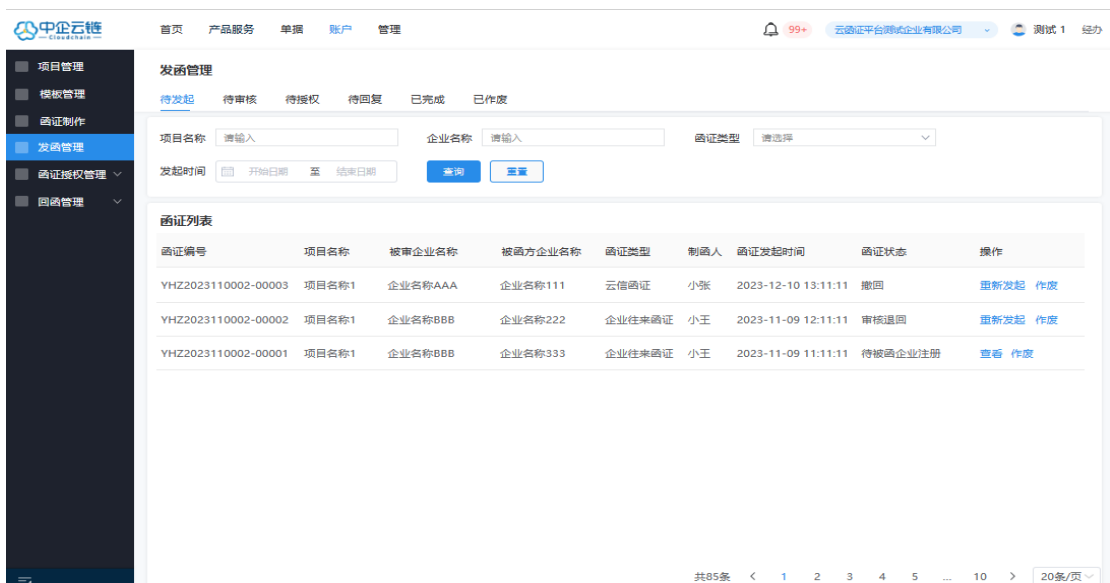 中企云链 首页 产品服务 单据 账户 管理 99+ 云函证平台测试企业有限公司 测试 1 经办
Cloudchain
项目管理
模板管理
函证制作
发函管理
函证授权管理
回函管理
发函管理
待发起 待审核 待授权 待回复 已完成 已作废
项目名称 请输入 企业名称 请输入 函证类型 请选择
发起时间 开始日期 至 结束日期 查询 重置
函证列表
函证编号 项目名称 被审企业名称 被函方企业名称 函证类型 制函人 函证发起时间 函证状态 操作
YHZ2023110002-00003 项目名称1 企业名称AAA 企业名称111 云信函证 小张 2023-12-10 13:11:11 撤回 重新发起 作废
YHZ2023110002-00002 项目名称1 企业名称BBB 企业名称222 企业往来函证 小王 2023-11-09 12:11:11 审核退回 重新发起 作废
YHZ2023110002-00001 项目名称1 企业名称BBB 企业名称333 企业往来函证 小王 2023-11-09 11:11:11 待被函企业注册 查看 作废
共85条 < 1 2 3 4 5 ... 10 > 20条/页